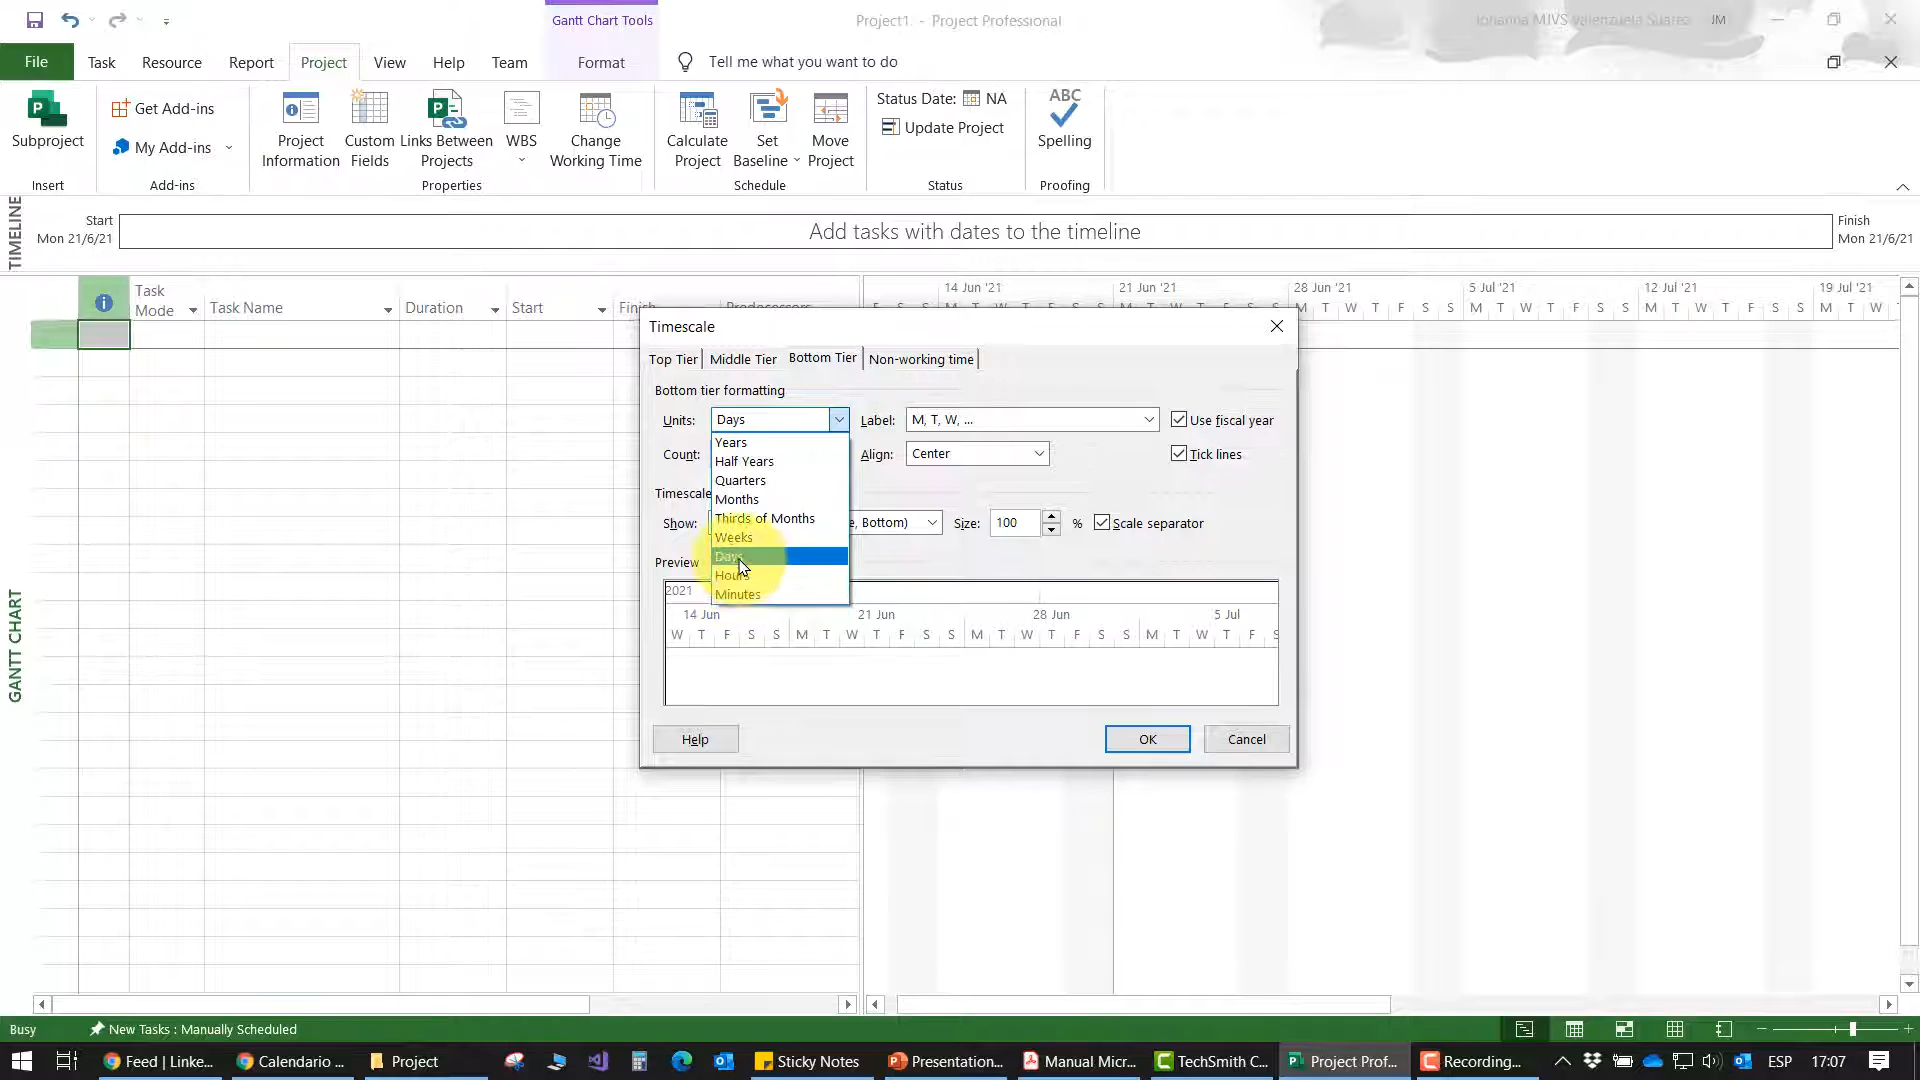 Gantt Chart Tools
Project1 - Project Professional
Johanna MJVS Valenzuela Suarez
JM
File
Task
Resource
Report
Project
View
Help
Team
Format
Tell me what you want to do
Subproject
Get Add-ins
My Add-ins
Project Information
Custom Fields
Links Between Projects
WBS
Change Working Time
Calculate Project
Set Baseline
Move Project
Status Date:
NA
Update Project
ABC
Spelling
Insert
Add-ins
Properties
Schedule
Status
Proofing
TIMELINE
Start
Mon 21/6/21
Add tasks with dates to the timeline
Finish
Mon 21/6/21
Task Mode
Task Name
Duration
Start
Finish
Predecessors
14 Jun '21
21 Jun '21
28 Jun '21
5 Jul '21
12 Jul '21
19 Jul '21
F S S M T W T F S S M T W T F S S M T W T F S S M T W T F S S M T W T F S S M T W
GANTT CHART
Timescale
Top Tier
Middle Tier
Bottom Tier
Non-working time
Bottom tier formatting
Units:
Days
Label:
M, T, W, ...
Use fiscal year
Count:
Align:
Center
Tick lines
Years
Half Years
Quarters
Months
Thirds of Months
Weeks
Days
Hours
Minutes
Timescale
Show:
e, Bottom)
Size:
100
%
Scale separator
Preview
2021
14 Jun
21 Jun
28 Jun
5 Jul
W T F S S M T W T F S S M T W T F S S M T W T F S
Help
OK
Cancel
Busy
New Tasks : Manually Scheduled
Feed | Linke...
Calendario ...
Project
Sticky Notes
Presentation...
Manual Micr...
TechSmith C...
Project Prof...
Recording...
ESP
17:07